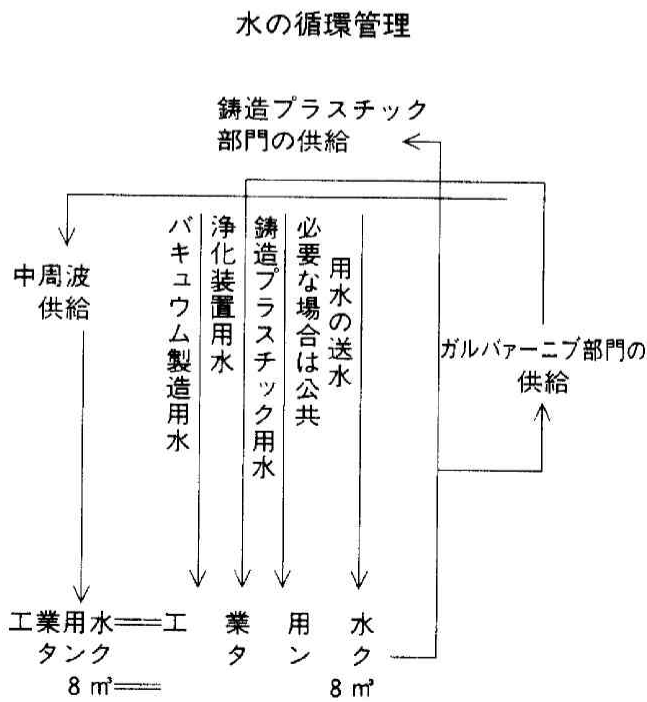 水の循環管理
鋳造プラスチック
部門の供給
中周波
供給
バキュウム製造用水
浄化装置用水
鋳造プラスチック用水
必要な場合は公共
用水の送水
ガルバァーニブ部門の
供給
工業用水
タンク
8㎥
工業用水
タンク
8㎥